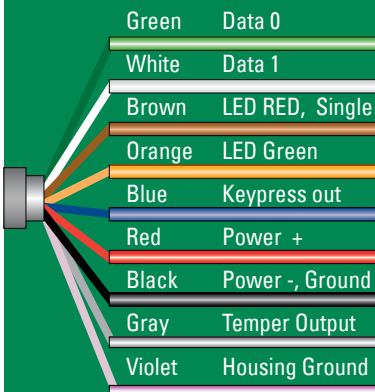 Green Data 0
White Data 1
Brown LED RED, Single
Orange LED Green
Blue Keypress out
Red Power +
Black Power -, Ground
Gray Temper Output
Violet Housing Ground